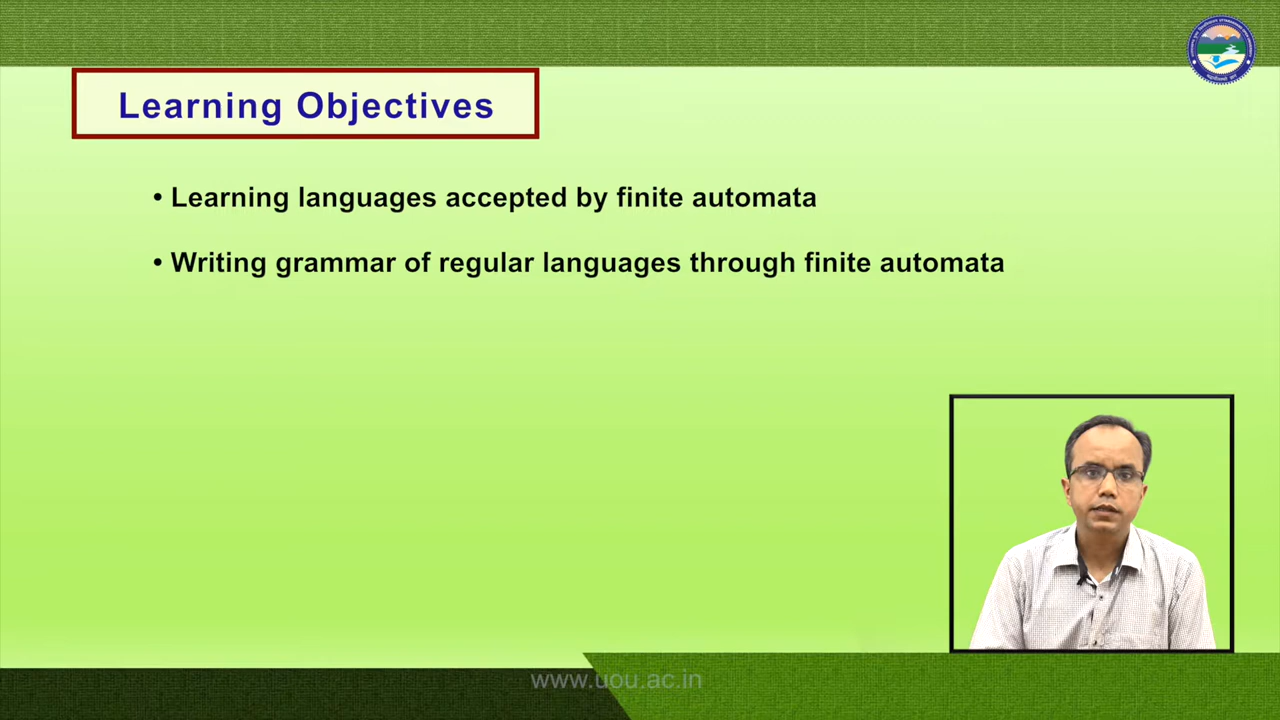 Learning Objectives
• Learning languages accepted by finite automata
• Writing grammar of regular languages through finite automata
www.uou.ac.in